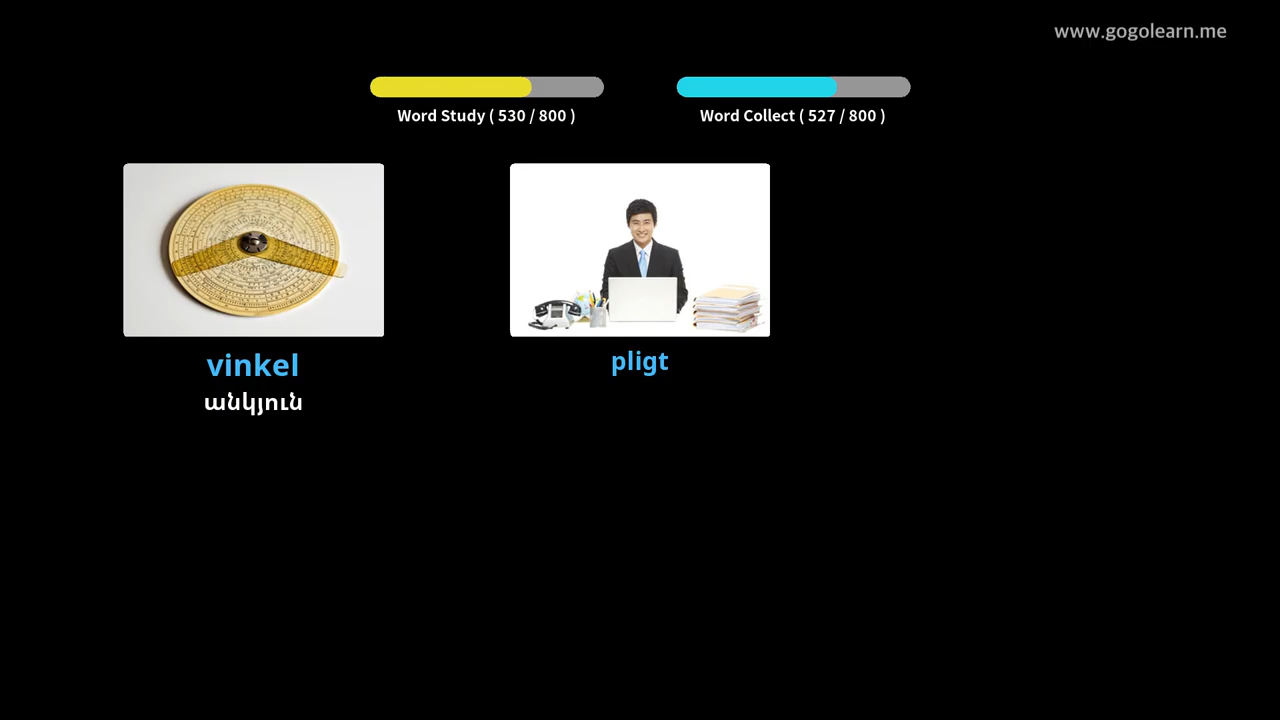 www.gogolearn.me
Word Study ( 530 / 800 )
Word Collect ( 527 / 800 )
vinkel
անկյուն
pligt